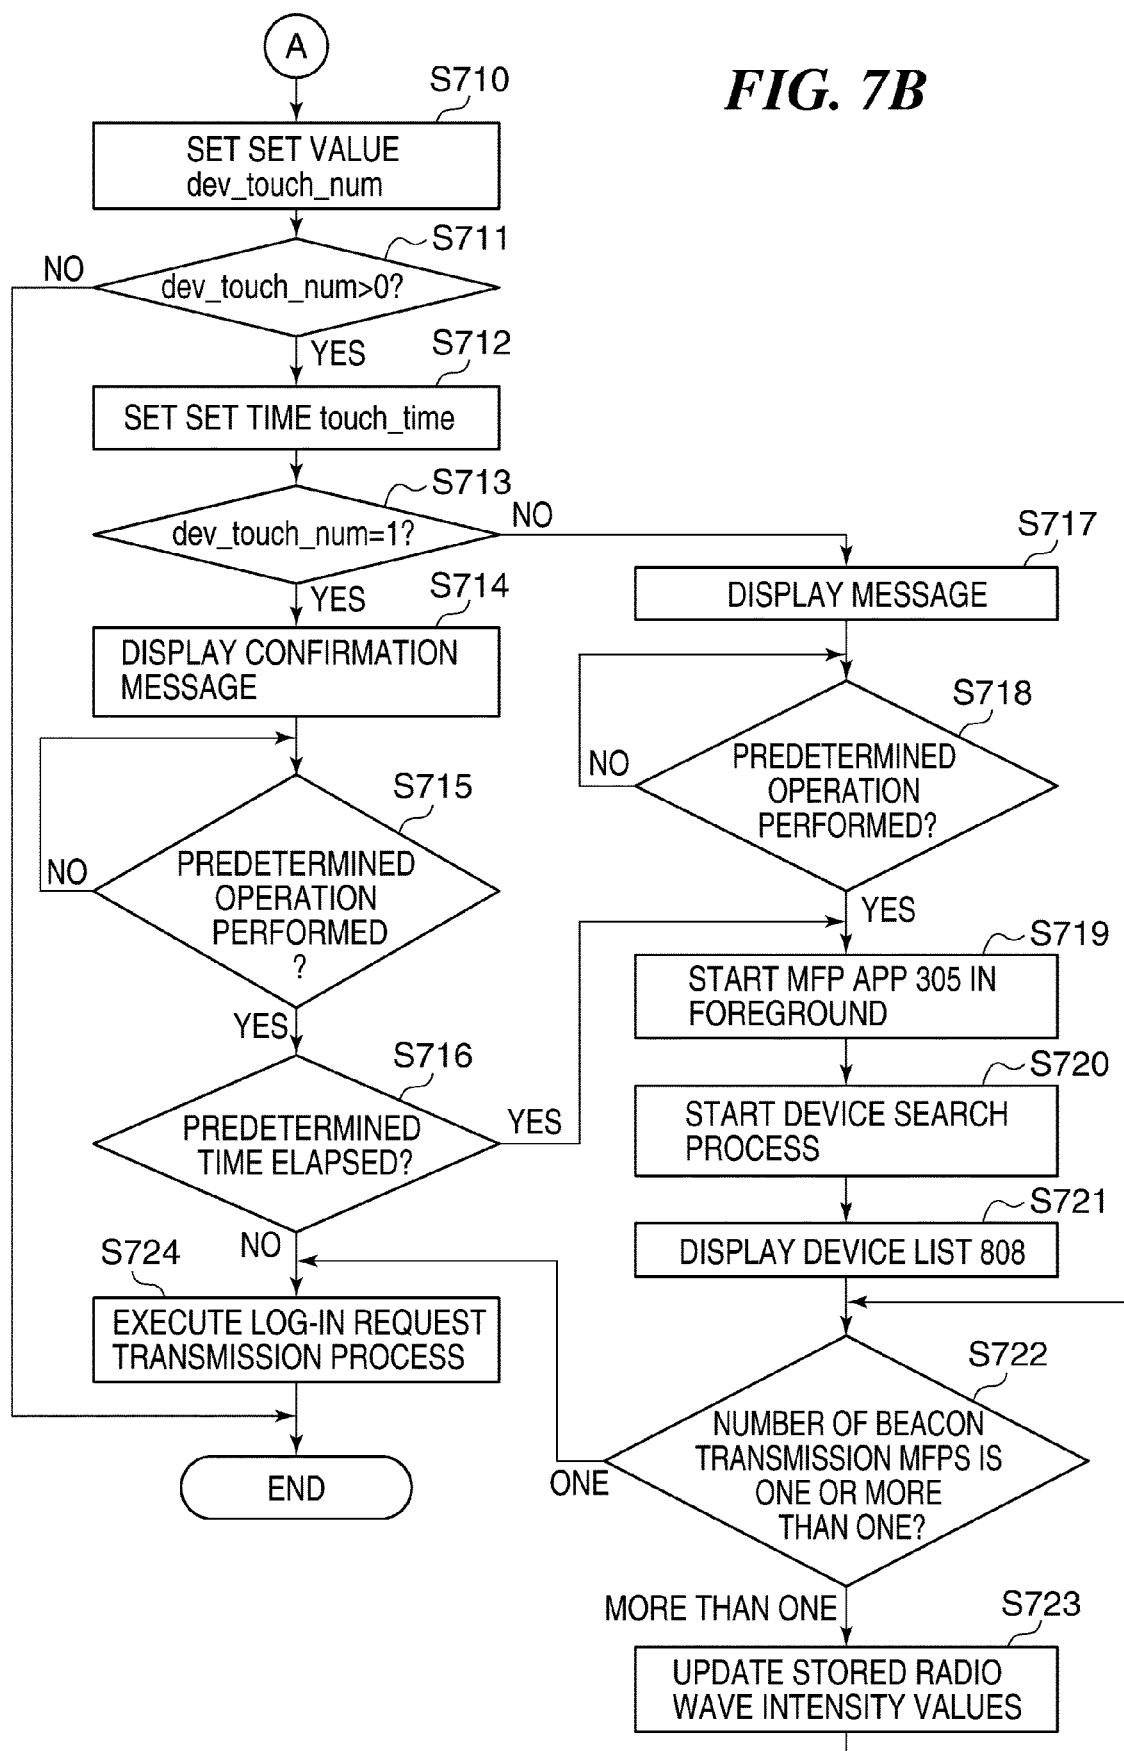 A
FIG. 7B
S710
SET SET VALUE
dev_touch_num
S711
NO
dev_touch_num>0?
YES
S712
SET SET TIME touch_time
S713
dev_touch_num=1?
NO
YES
S714
DISPLAY CONFIRMATION
MESSAGE
S715
NO
PREDETERMINED
OPERATION
PERFORMED
?
YES
S716
PREDETERMINED
TIME ELAPSED?
YES
NO
S724
EXECUTE LOG-IN REQUEST
TRANSMISSION PROCESS
END
S717
DISPLAY MESSAGE
S718
NO
PREDETERMINED
OPERATION
PERFORMED?
YES
S719
START MFP APP 305 IN
FOREGROUND
S720
START DEVICE SEARCH
PROCESS
S721
DISPLAY DEVICE LIST 808
S722
NUMBER OF BEACON
TRANSMISSION MFPS IS
ONE OR MORE
THAN ONE?
ONE
MORE THAN ONE
S723
UPDATE STORED RADIO
WAVE INTENSITY VALUES